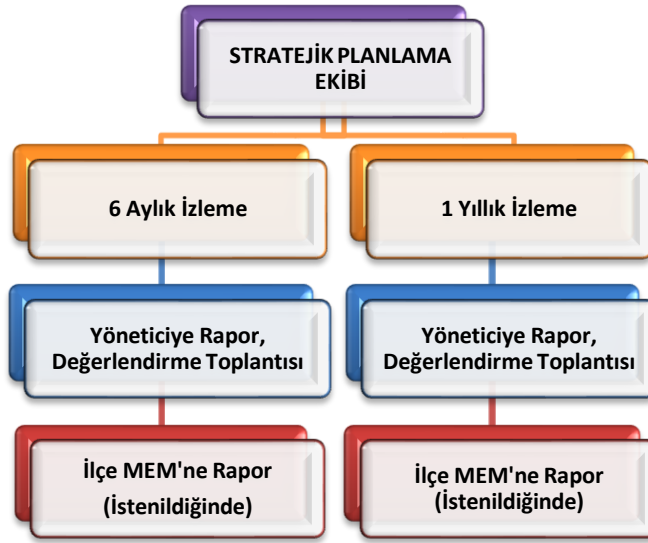 STRATEJİK PLANLAMA
EKİBİ
6 Aylık İzleme
1 Yıllık İzleme
Yöneticiye Rapor,
Değerlendirme Toplantısı
Yöneticiye Rapor,
Değerlendirme Toplantısı
İlçe MEM'ne Rapor
(İstenildiğinde)
İlçe MEM'ne Rapor
(İstenildiğinde)